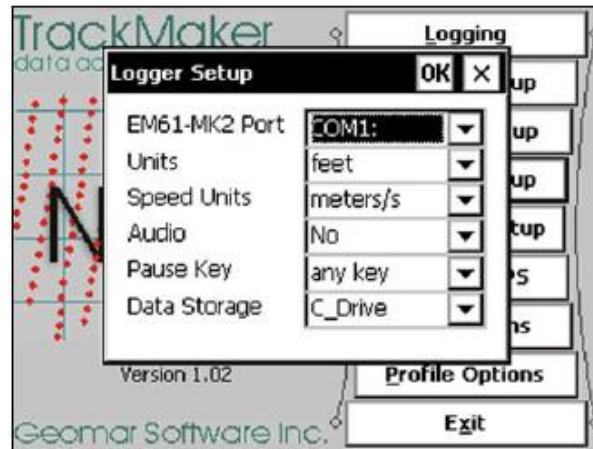 TrackMaker
Logging
data ac
Logger Setup
OK
up
EM61-MK2 Port
COM1:
up
Units
feet
Speed Units
meters/s
up
Audio
No
tup
Pause Key
any key
PS
Data Storage
C_Drive
ns
N
Version 1.02
Profile Options
Geomar Software Inc.
Exit